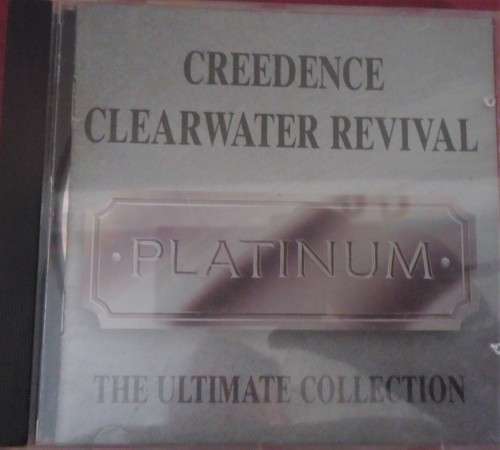 CREEDENCE
CLEARWATER REVIVAL
· PLATINUM ·
THE ULTIMATE COLLECTION